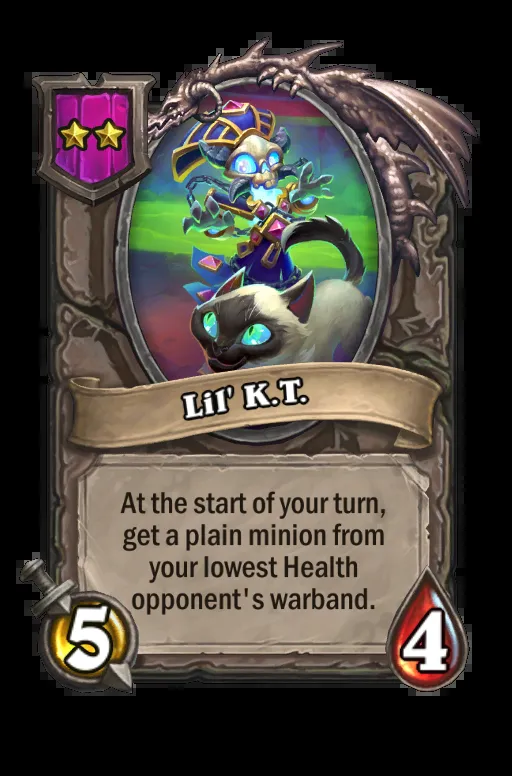 Lil' K.T.
At the start of your turn,
get a plain minion from
your lowest Health
opponent's warband.
5
4